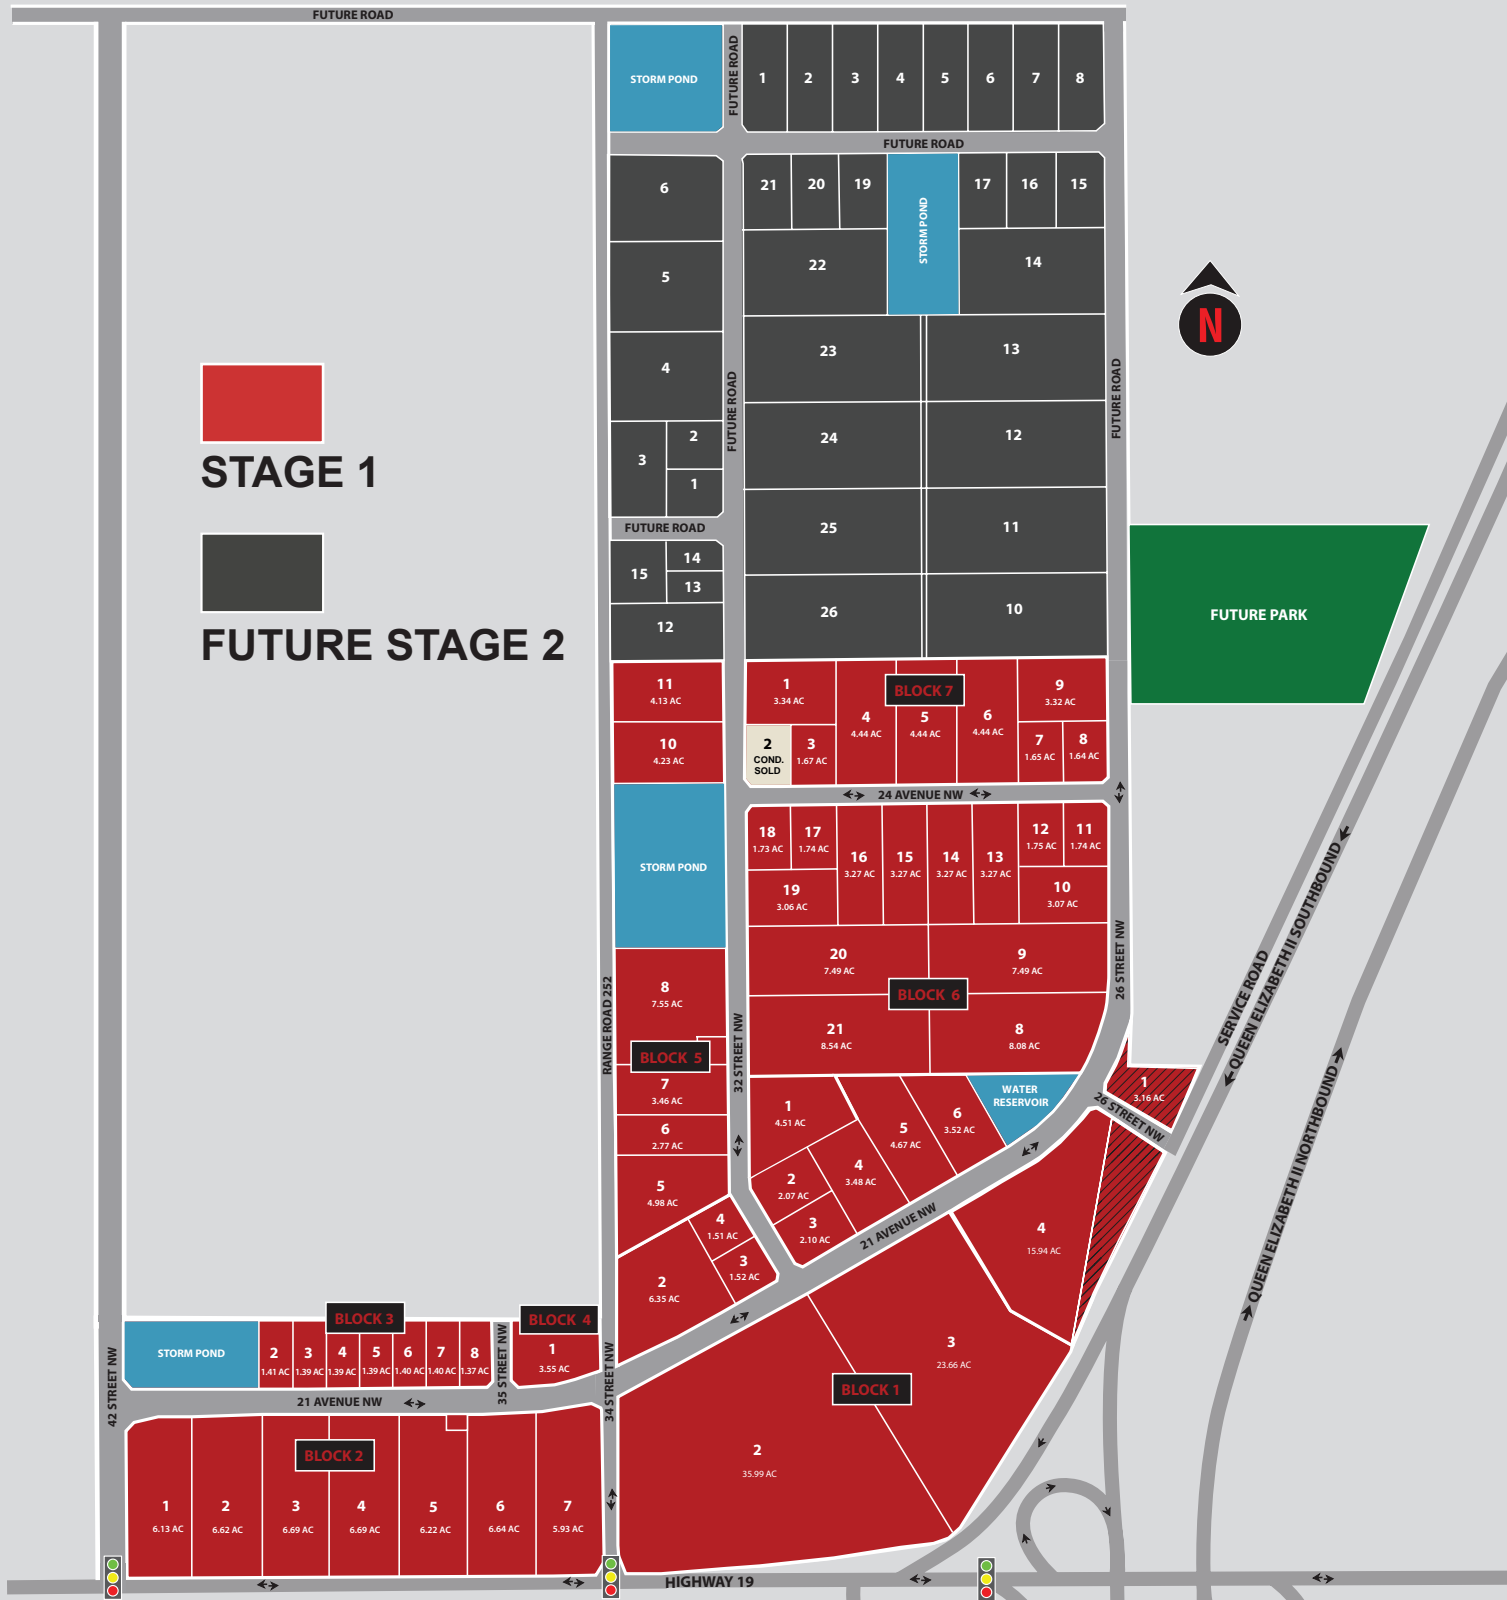 FUTURE ROAD
STORM POND
FUTURE ROAD
1 2 3 4 5 6 7 8
FUTURE ROAD
6
21 20 19
STORM POND
17 16 15
22
14
5
N
23
13
4
FUTURE ROAD
FUTURE ROAD
24
12
3
2
1
STAGE 1
FUTURE ROAD
25
11
15
14
13
12
26
10
FUTURE STAGE 2
FUTURE PARK
11
4.13 AC
10
4.23 AC
BLOCK 7
1
3.34 AC
2
COND.
SOLD
3
1.67 AC
4
4.44 AC
5
4.44 AC
6
4.44 AC
9
3.32 AC
7
1.65 AC
8
1.64 AC
24 AVENUE NW
STORM POND
18
1.73 AC
17
1.74 AC
16
3.27 AC
15
3.27 AC
14
3.27 AC
13
3.27 AC
12
1.75 AC
11
1.74 AC
19
3.06 AC
10
3.07 AC
20
7.49 AC
9
7.49 AC
BLOCK 6
21
8.54 AC
8
8.08 AC
26 STREET NW
SERVICE ROAD
QUEEN ELIZABETH II SOUTHBOUND
QUEEN ELIZABETH II NORTHBOUND
RANGE ROAD 252
32 STREET NW
8
7.55 AC
BLOCK 5
7
3.46 AC
6
2.77 AC
5
4.98 AC
4
1.51 AC
3
1.52 AC
2
6.35 AC
1
4.51 AC
2
2.07 AC
3
2.10 AC
4
3.48 AC
5
4.67 AC
6
3.52 AC
WATER
RESERVOIR
1
3.16 AC
26 STREET NW
21 AVENUE NW
4
15.94 AC
3
23.66 AC
BLOCK 1
2
35.99 AC
BLOCK 3
BLOCK 4
STORM POND
2
1.41 AC
3
1.39 AC
4
1.39 AC
5
1.39 AC
6
1.40 AC
7
1.40 AC
8
1.37 AC
35 STREET NW
1
3.55 AC
42 STREET NW
34 STREET NW
21 AVENUE NW
BLOCK 2
1
6.13 AC
2
6.62 AC
3
6.69 AC
4
6.69 AC
5
6.22 AC
6
6.64 AC
7
5.93 AC
HIGHWAY 19